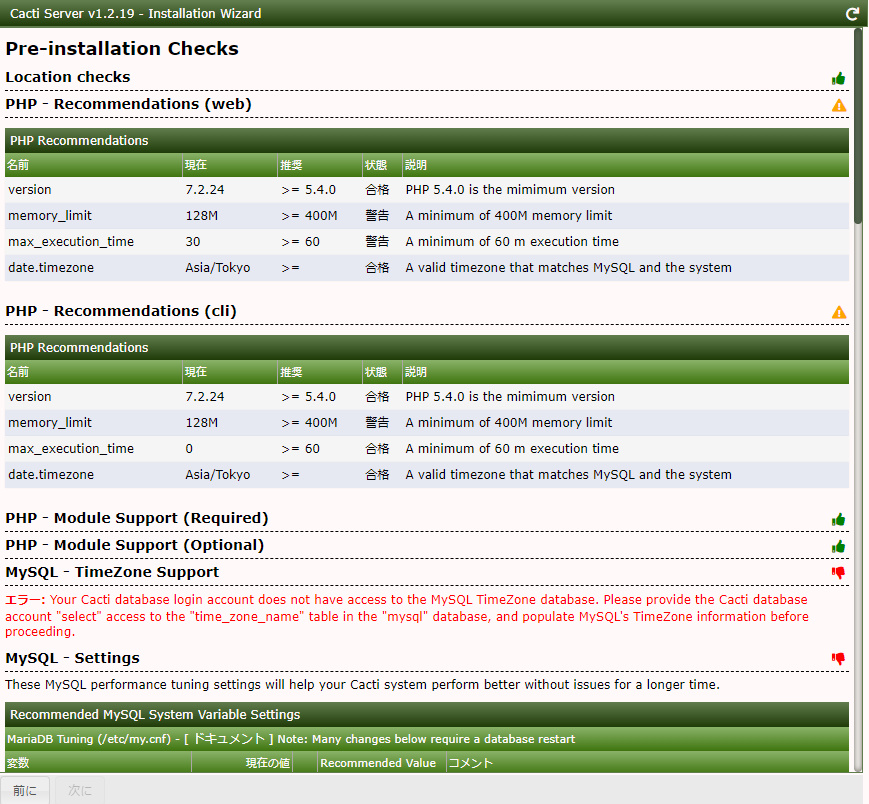 Cacti Server v1.2.19 - Installation Wizard
Pre-installation Checks
Location checks
PHP - Recommendations (web)
PHP Recommendations
名前 現在 推奨 状態 説明
version 7.2.24 >= 5.4.0 合格 PHP 5.4.0 is the mimimum version
memory_limit 128M >= 400M 警告 A minimum of 400M memory limit
max_execution_time 30 >= 60 警告 A minimum of 60 m execution time
date.timezone Asia/Tokyo >= 合格 A valid timezone that matches MySQL and the system
PHP - Recommendations (cli)
PHP Recommendations
名前 現在 推奨 状態 説明
version 7.2.24 >= 5.4.0 合格 PHP 5.4.0 is the mimimum version
memory_limit 128M >= 400M 警告 A minimum of 400M memory limit
max_execution_time 0 >= 60 合格 A minimum of 60 m execution time
date.timezone Asia/Tokyo >= 合格 A valid timezone that matches MySQL and the system
PHP - Module Support (Required)
PHP - Module Support (Optional)
MySQL - TimeZone Support
エラー: Your Cacti database login account does not have access to the MySQL TimeZone database. Please provide the Cacti database
account "select" access to the "time_zone_name" table in the "mysql" database, and populate MySQL's TimeZone information before
proceeding.
MySQL - Settings
These MySQL performance tuning settings will help your Cacti system perform better without issues for a longer time.
Recommended MySQL System Variable Settings
MariaDB Tuning (/etc/my.cnf) - [ ドキュメント ] Note: Many changes below require a database restart
変数 現在の値 Recommended Value コメント
前に 次に